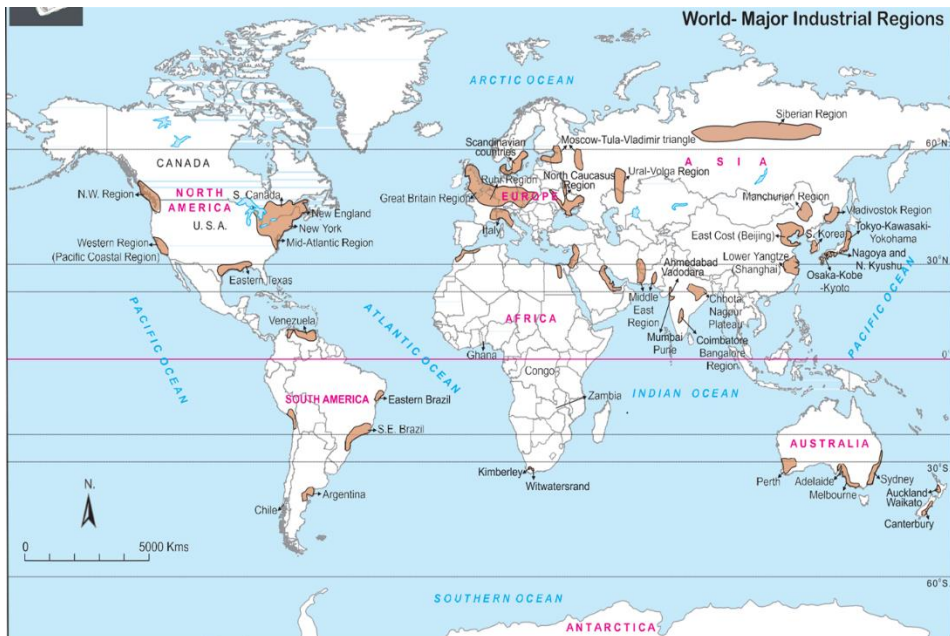 World- Major Industrial Regions
ARCTIC OCEAN
Siberian Region
Scandinavian
countries
Moscow-Tula-Vladimir triangle
60°N
CANADA
A S I A
Ruhr Region
North Caucasus
Region
Ural-Volga Region
N.W. Region
NORTH
AMERICA
S. Canada
Great Britain Region
EUROPE
Manchurian Region
New England
Vladivostok Region
U.S.A.
New York
Italy
East Cost (Beijing)
S. Korea
Tokyo-Kawasaki-
Yokohama
Western Region
(Pacific Coastal Region)
Mid-Atlantic Region
Ahmedabad
Vadodara
Lower Yangtze
(Shanghai)
Nagoya and
N. Kyushu
30°N
Eastern Texas
Osaka-Kobe
-Kyoto
Middle
East
Region
Chhota
Nagpur
Plateau
PACIFIC OCEAN
Venezuela
ATLANTIC OCEAN
AFRICA
Mumbai
Pune
Coimbatore
Bangalore
Region
PACIFIC OCEAN
Ghana
0°
Congo
SOUTH AMERICA
Eastern Brazil
Zambia
INDIAN OCEAN
S.E. Brazil
AUSTRALIA
30°S
Kimberley
Witwatersrand
Perth
Adelaide
Melbourne
Sydney
N.
Argentina
Auckland
Waikato
Chile
Canterbury
0
5000 Kms
60°S
SOUTHERN OCEAN
ANTARCTICA